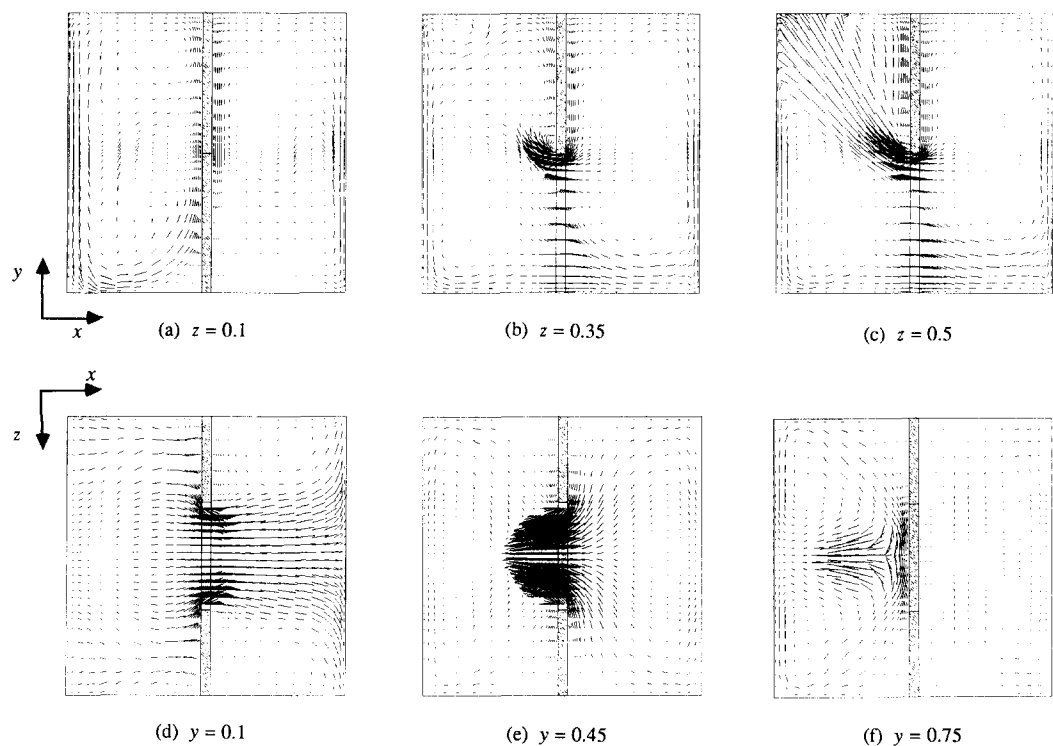 y
x
(a) z = 0.1
(b) z = 0.35
(c) z = 0.5
x
z
(d) y = 0.1
(e) y = 0.45
(f) y = 0.75